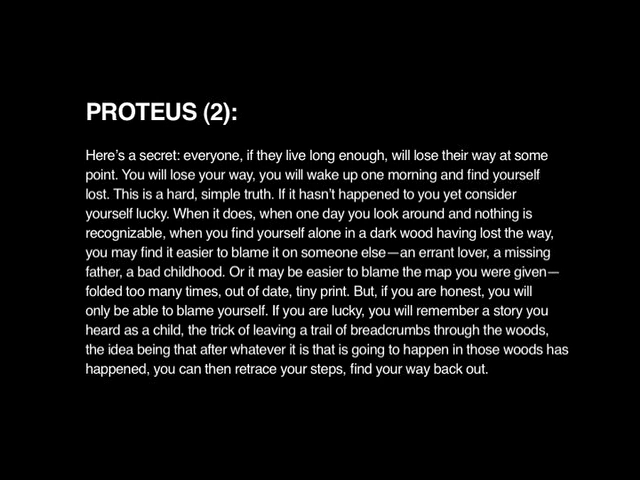 PROTEUS (2):
Here’s a secret: everyone, if they live long enough, will lose their way at some
point. You will lose your way, you will wake up one morning and find yourself
lost. This is a hard, simple truth. If it hasn’t happened to you yet consider
yourself lucky. When it does, when one day you look around and nothing is
recognizable, when you find yourself alone in a dark wood having lost the way,
you may find it easier to blame it on someone else—an errant lover, a missing
father, a bad childhood. Or it may be easier to blame the map you were given—
folded too many times, out of date, tiny print. But, if you are honest, you will
only be able to blame yourself. If you are lucky, you will remember a story you
heard as a child, the trick of leaving a trail of breadcrumbs through the woods,
the idea being that after whatever it is that is going to happen in those woods has
happened, you can then retrace your steps, find your way back out.